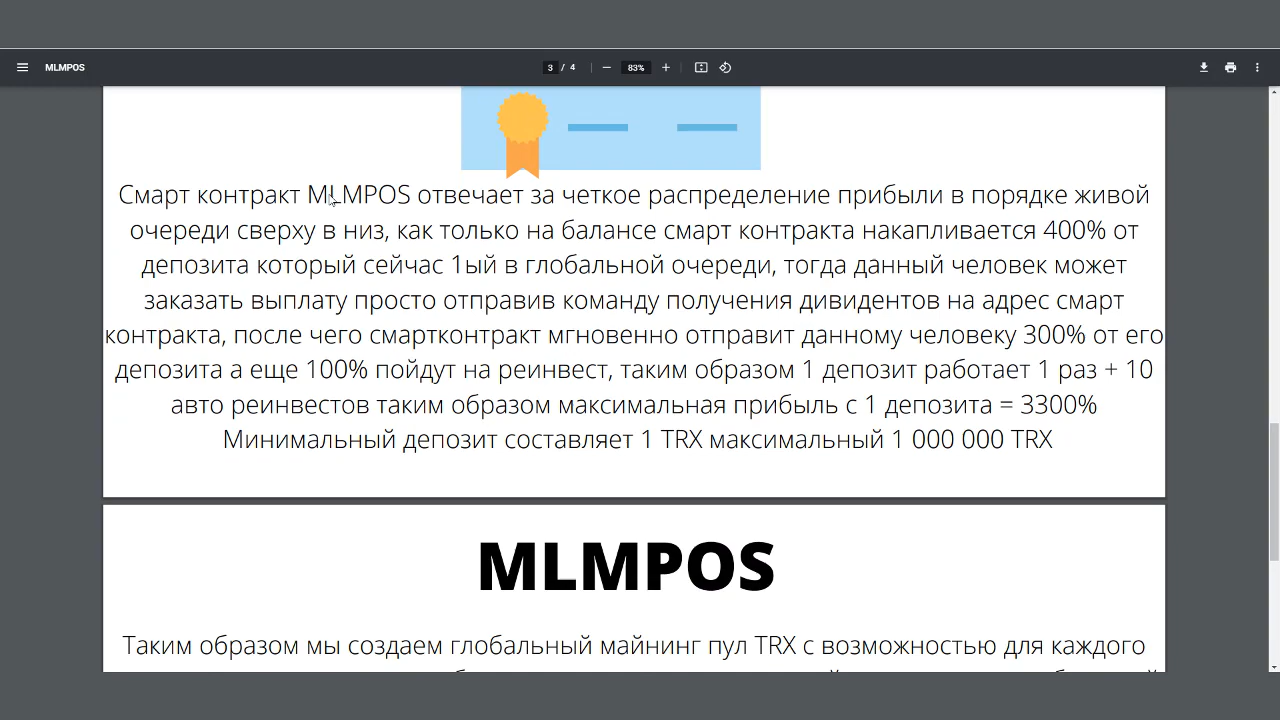 MLMPOS
3 / 4
83%
Смарт контракт MLMPOS отвечает за четкое распределение прибыли в порядке живой
очереди сверху в низ, как только на балансе смарт контракта накапливается 400% от
депозита который сейчас 1ый в глобальной очереди, тогда данный человек может
заказать выплату просто отправив команду получения дивидентов на адрес смарт
контракта, после чего смартконтракт мгновенно отправит данному человеку 300% от его
депозита а еще 100% пойдут на реинвест, таким образом 1 депозит работает 1 раз + 10
авто реинвестов таким образом максимальная прибыль с 1 депозита = 3300%
Минимальный депозит составляет 1 TRX максимальный 1 000 000 TRX
MLMPOS
Таким образом мы создаем глобальный майнинг пул TRX с возможностью для каждого